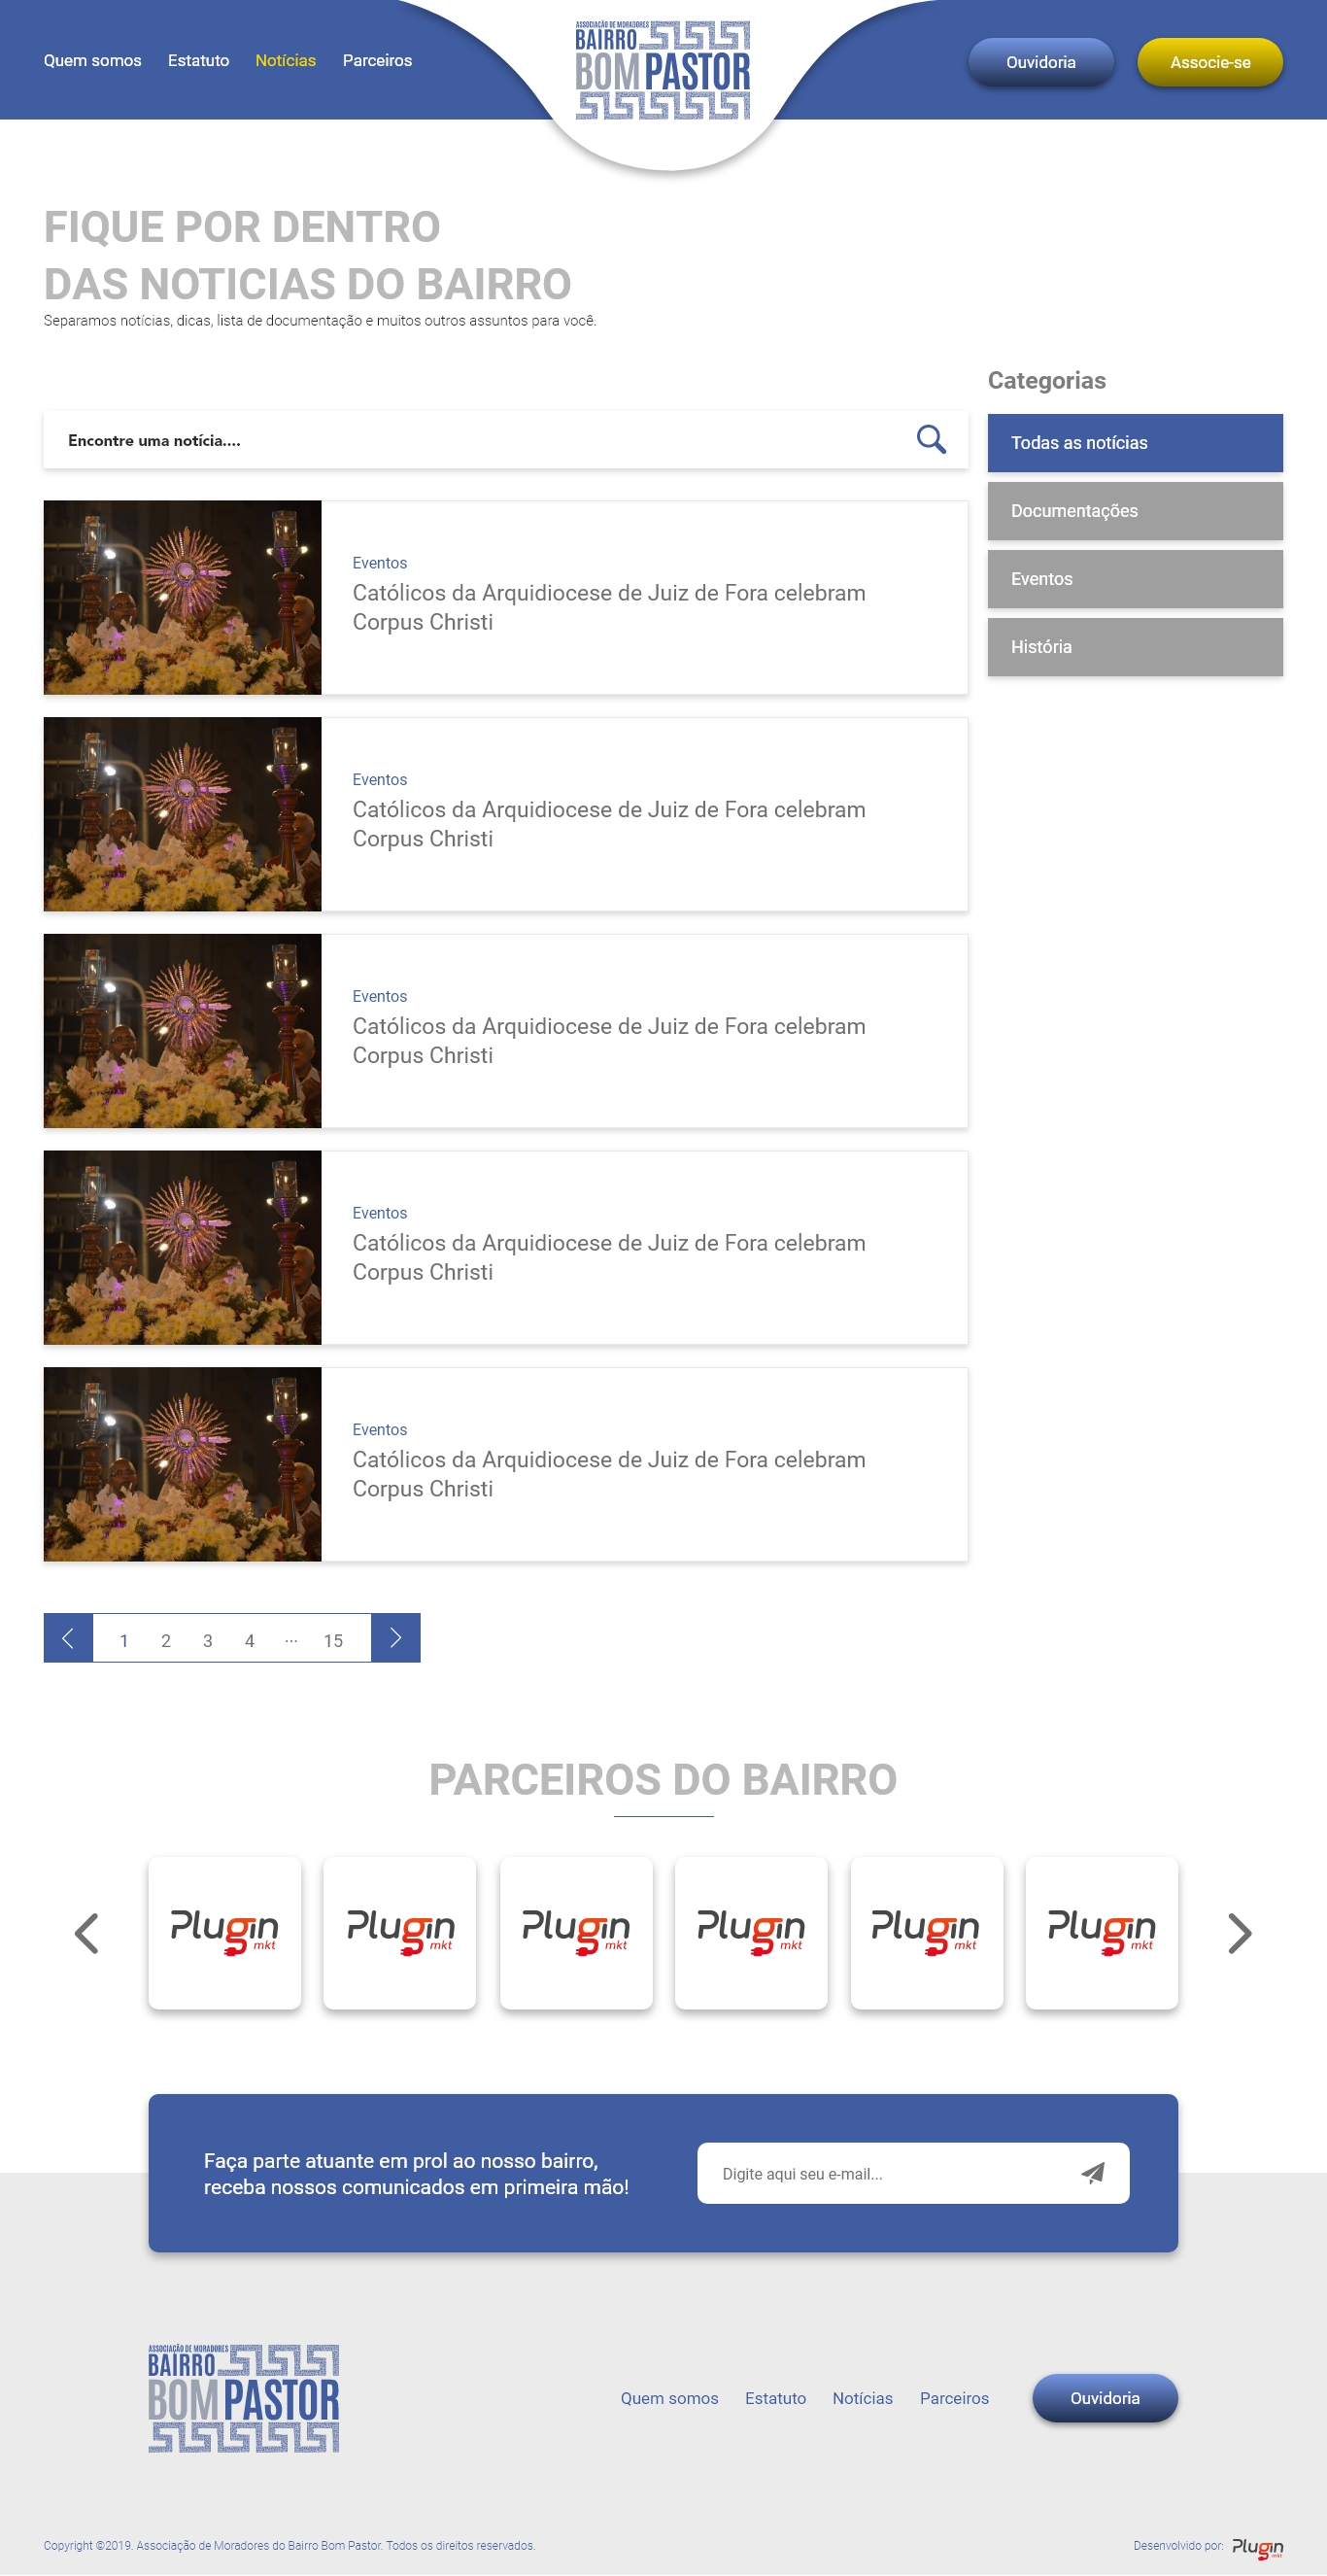 Quem somos Estatuto Notícias Parceiros
ASSOCIAÇÃO DE MORADORES
BAIRRO
BOM PASTOR
Ouvidoria Associe-se
FIQUE POR DENTRO
DAS NOTICIAS DO BAIRRO
Separamos notícias, dicas, lista de documentação e muitos outros assuntos para você.
Encontre uma notícia....
Eventos
Católicos da Arquidiocese de Juiz de Fora celebram
Corpus Christi
Eventos
Católicos da Arquidiocese de Juiz de Fora celebram
Corpus Christi
Eventos
Católicos da Arquidiocese de Juiz de Fora celebram
Corpus Christi
Eventos
Católicos da Arquidiocese de Juiz de Fora celebram
Corpus Christi
Eventos
Católicos da Arquidiocese de Juiz de Fora celebram
Corpus Christi
Categorias
Todas as notícias
Documentações
Eventos
História
1 2 3 4 ... 15
PARCEIROS DO BAIRRO
Plugin mkt
Plugin mkt
Plugin mkt
Plugin mkt
Plugin mkt
Plugin mkt
Faça parte atuante em prol ao nosso bairro,
receba nossos comunicados em primeira mão!
Digite aqui seu e-mail...
ASSOCIAÇÃO DE MORADORES
BAIRRO
BOM PASTOR
Quem somos Estatuto Notícias Parceiros Ouvidoria
Copyright ©2019. Associação de Moradores do Bairro Bom Pastor. Todos os direitos reservados.
Desenvolvido por: Plugin mkt